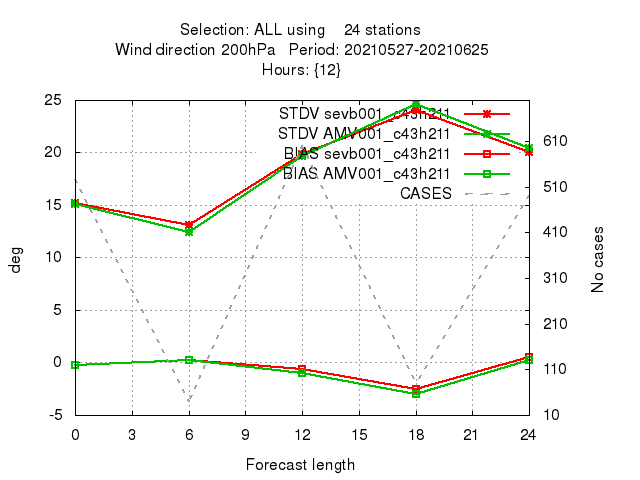 Selection: ALL using 24 stations
Wind direction 200hPa Period: 20210527-20210625
Hours: {12}
STDV sevb001_c43h211
STDV AMV001_c43h211
BIAS sevb001_c43h211
BIAS AMV001_c43h211
CASES
25
20
15
10
5
0
-5
deg
610
510
410
310
210
110
10
No cases
0 3 6 9 12 15 18 21 24
Forecast length